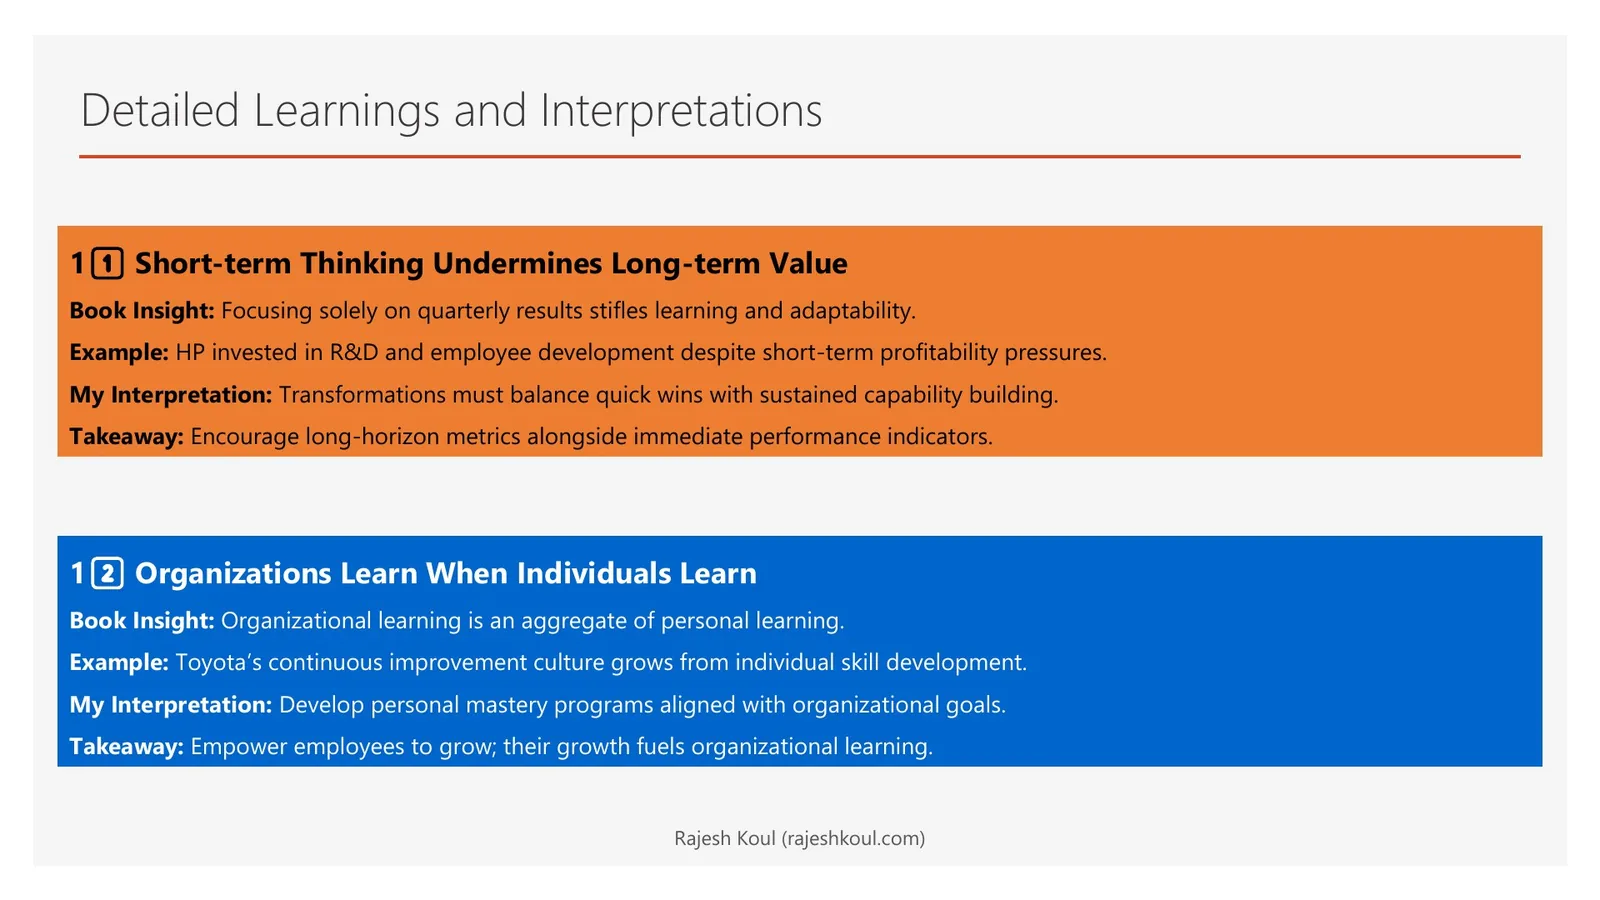 Detailed Learnings and Interpretations
1 1 Short-term Thinking Undermines Long-term Value
Book Insight: Focusing solely on quarterly results stifles learning and adaptability.
Example: HP invested in R&D and employee development despite short-term profitability pressures.
My Interpretation: Transformations must balance quick wins with sustained capability building.
Takeaway: Encourage long-horizon metrics alongside immediate performance indicators.
1 2 Organizations Learn When Individuals Learn
Book Insight: Organizational learning is an aggregate of personal learning.
Example: Toyota’s continuous improvement culture grows from individual skill development.
My Interpretation: Develop personal mastery programs aligned with organizational goals.
Takeaway: Empower employees to grow; their growth fuels organizational learning.
Rajesh Koul (rajeshkoul.com)